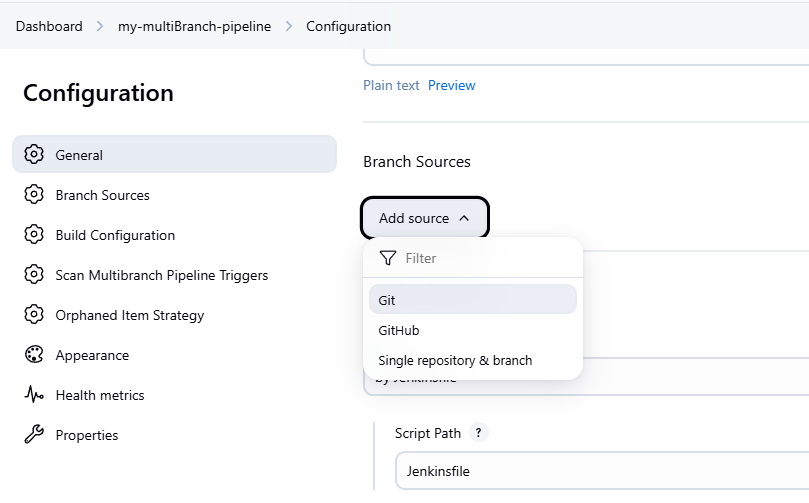 Dashboard > my-multiBranch-pipeline > Configuration
Configuration
General
Branch Sources
Build Configuration
Scan Multibranch Pipeline Triggers
Orphaned Item Strategy
Appearance
Health metrics
Properties
Plain text Preview
Branch Sources
Add source
Filter
Git
GitHub
Single repository & branch
by Jenkinsfile
Script Path ?
Jenkinsfile